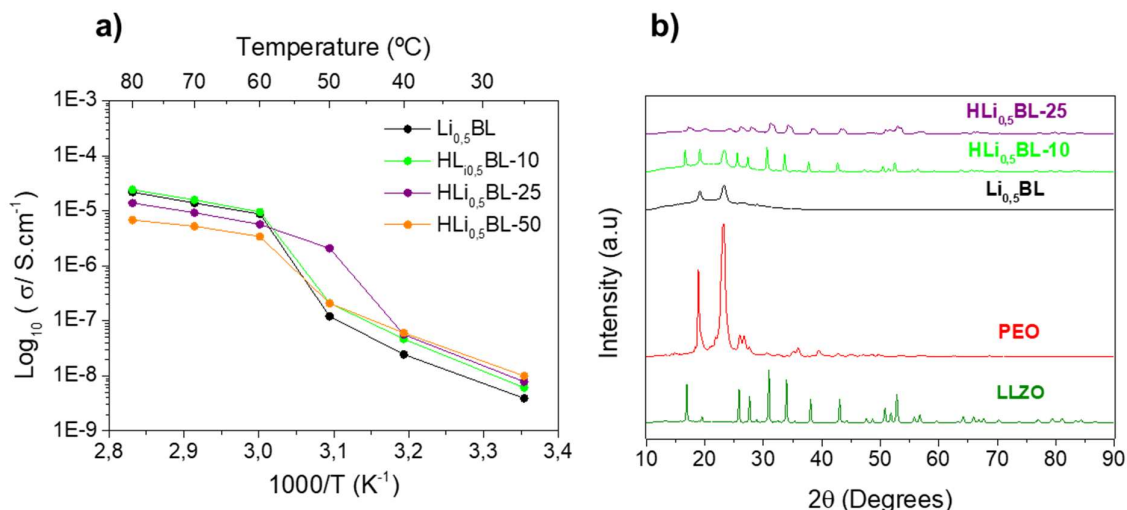 a)
Temperature (ºC)
80 70 60 50 40 30
1E-3
1E-4
1E-5
1E-6
1E-7
1E-8
1E-9
Log₁₀ ( σ/ S.cm⁻¹)
Li₀,₅BL
HL_i0,5BL-10
HLi₀,₅BL-25
HLi₀,₅BL-50
2,8 2,9 3,0 3,1 3,2 3,3 3,4
1000/T (K⁻¹)
b)
Intensity (a.u)
HLi₀,₅BL-25
HLi₀,₅BL-10
Li₀,₅BL
PEO
LLZO
10 20 30 40 50 60 70 80 90
2θ (Degrees)